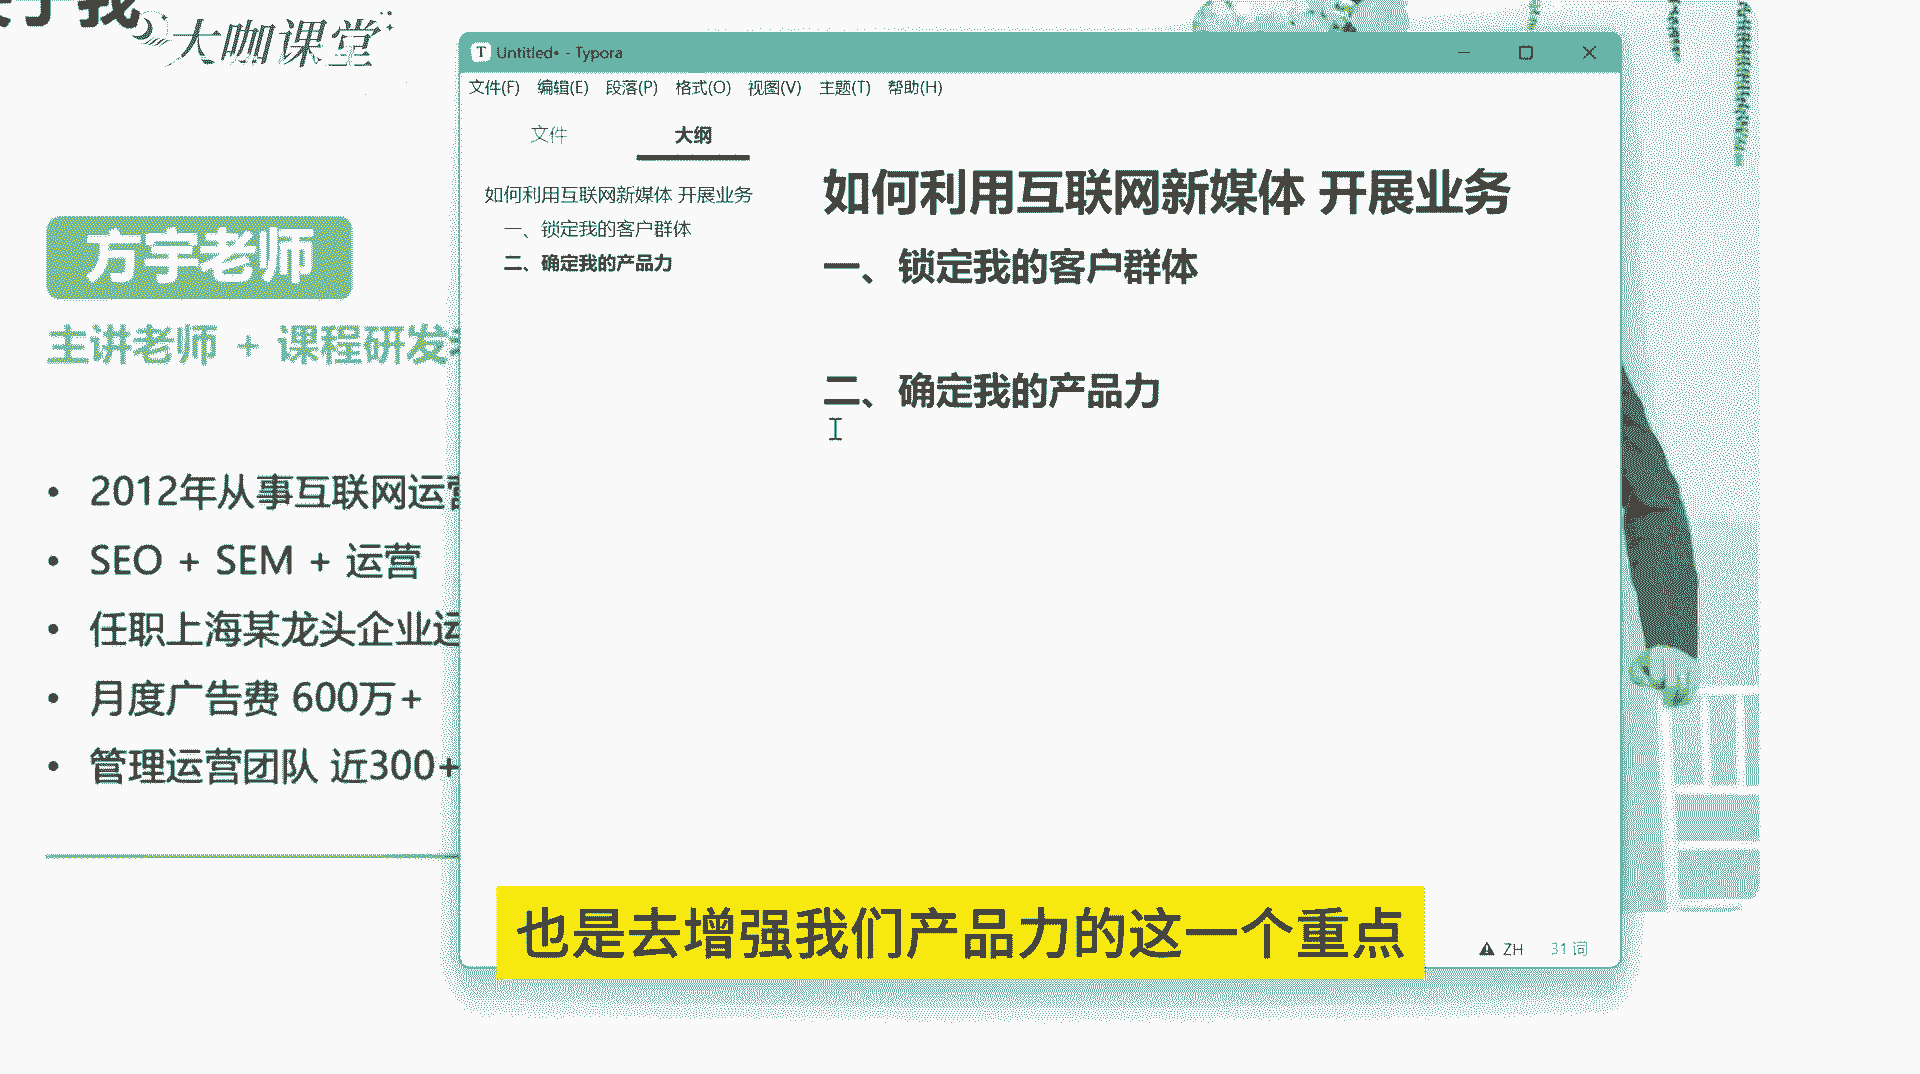 大咖课堂
方宇老师
主讲老师 + 课程研发
2012年从事互联网运营
SEO + SEM + 运营
任职上海某龙头企业运
月度广告费 600万+
管理运营团队 近300+
Untitled• - Typora
文件(F) 编辑(E) 段落(P) 格式(O) 视图(V) 主题(T) 帮助(H)
文件 大纲
如何利用互联网新媒体 开展业务
一、锁定我的客户群体
二、确定我的产品力
如何利用互联网新媒体 开展业务
一、锁定我的客户群体
二、确定我的产品力
也是去增强我们产品力的这一个重点
ZH 31 词